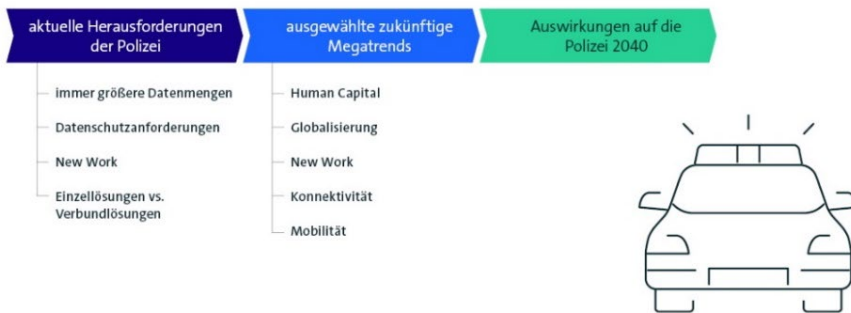 aktuelle Herausforderungen
der Polizei
ausgewählte zukünftige
Megatrends
Auswirkungen auf die
Polizei 2040
immer größere Datenmengen
Datenschutzanforderungen
New Work
Einzellösungen vs.
Verbundlösungen
Human Capital
Globalisierung
New Work
Konnektivität
Mobilität